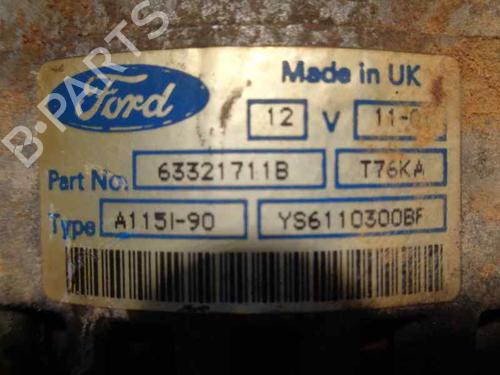 B-PARTS
Ford
Made in UK
12 V
Part No. 63321711B T76KA
Type A115I-90 YS6110300BF